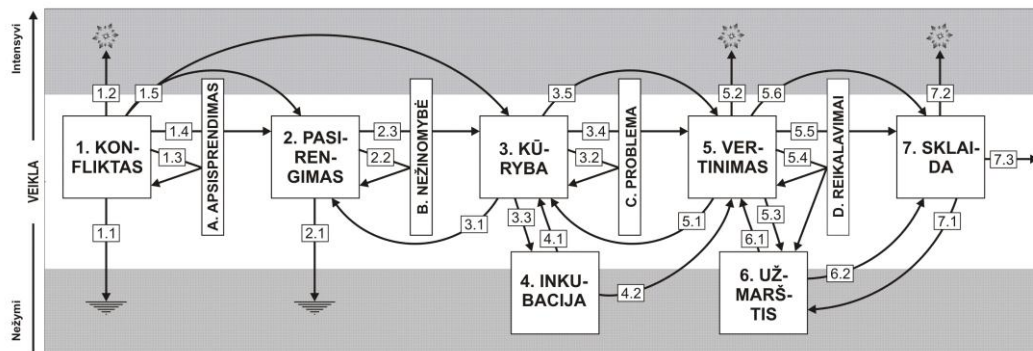 Intensyvi
VEIKLA
Nežymi
1.2
1.5
3.5
5.2
5.6
7.2
1. KON-
FLIKTAS
1.4
1.3
A. APSISPRENDIMAS
2. PASI-
REN-
GIMAS
2.3
2.2
B. NEŽINOMYBĖ
3. KŪ-
RYBA
3.4
3.2
C. PROBLEMA
5. VER-
TINIMAS
5.5
5.4
D. REIKALAVIMAI
7. SKLAI-
DA
7.3
1.1
2.1
3.1
3.3
4.1
5.1
5.3
6.1
7.1
4. INKU-
BACIJA
4.2
6. UŽ-
MARŠ-
TIS
6.2